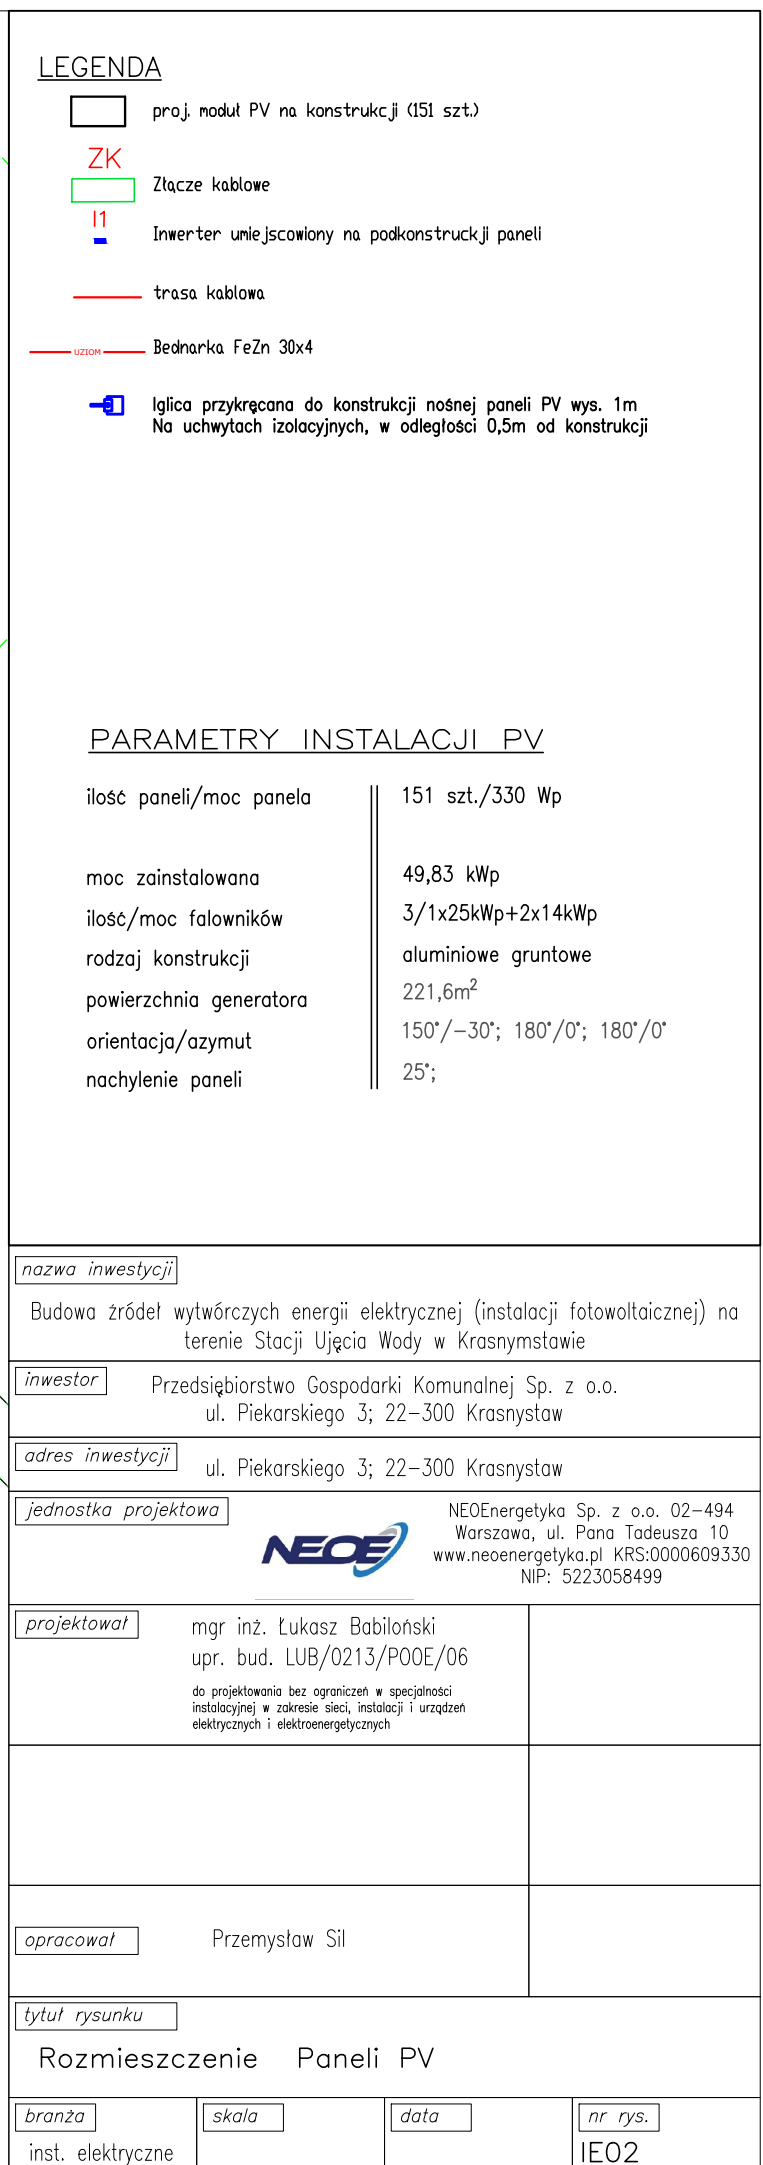 LEGENDA
proj. moduł PV na konstrukcji (151 szt.)
ZK
Złącze kablowe
I1
Inwerter umiejscowiony na podkonstruckji paneli
trasa kablowa
UZIOM
Bednarka FeZn 30x4
Iglica przykręcana do konstrukcji nośnej paneli PV wys. 1m
Na uchwytach izolacyjnych, w odległości 0,5m od konstrukcji
PARAMETRY INSTALACJI PV
ilość paneli/moc panela 151 szt./330 Wp
moc zainstalowana 49,83 kWp
ilość/moc falowników 3/1x25kWp+2x14kWp
rodzaj konstrukcji aluminiowe gruntowe
powierzchnia generatora 221,6m²
orientacja/azymut 150°/-30°; 180°/0°; 180°/0°
nachylenie paneli 25°;
nazwa inwestycji
Budowa źródeł wytwórczych energii elektrycznej (instalacji fotowoltaicznej) na
terenie Stacji Ujęcia Wody w Krasnymstawie
inwestor
Przedsiębiorstwo Gospodarki Komunalnej Sp. z o.o.
ul. Piekarskiego 3; 22-300 Krasnystaw
adres inwestycji
ul. Piekarskiego 3; 22-300 Krasnystaw
jednostka projektowa
NEOE
NEOEnergetyka Sp. z o.o. 02-494
Warszawa, ul. Pana Tadeusza 10
www.neoenergetyka.pl KRS:0000609330
NIP: 5223058499
projektował
mgr inż. Łukasz Babiloński
upr. bud. LUB/0213/POOE/06
do projektowania bez ograniczeń w specjalności
instalacyjnej w zakresie sieci, instalacji i urządzeń
elektrycznych i elektroenergetycznych
opracował
Przemysław Sil
tytuł rysunku
Rozmieszczenie Paneli PV
branża skala data nr rys.
inst. elektryczne IE02